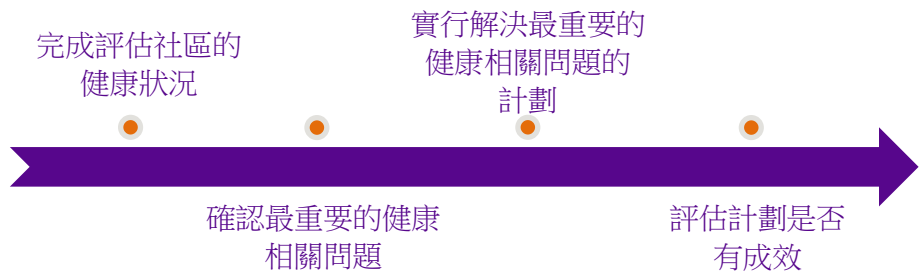 完成評估社區的
健康狀況
確認最重要的健康
相關問題
實行解決最重要的
健康相關問題的
計劃
評估計劃是否
有成效